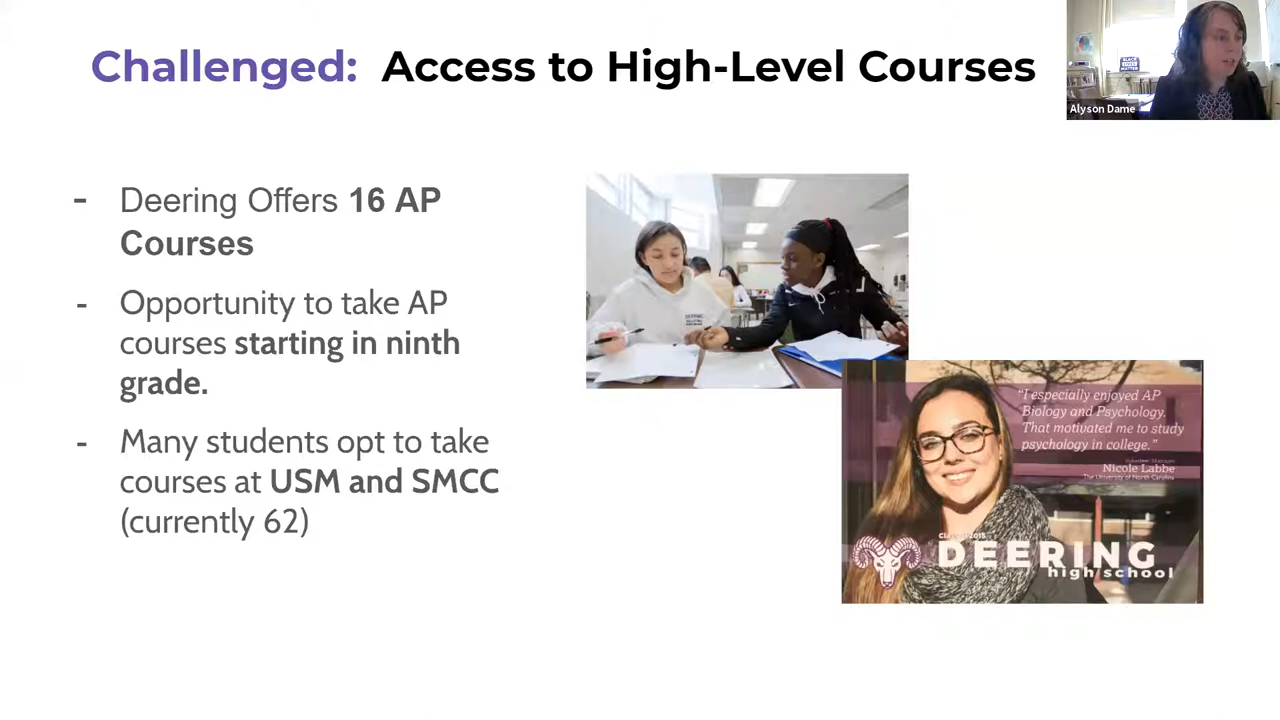 Challenged: Access to High-Level Courses
Alyson Dame
- Deering Offers 16 AP
Courses
- Opportunity to take AP
courses starting in ninth
grade.
- Many students opt to take
courses at USM and SMCC
(currently 62)
DEERING
"I especially enjoyed AP
Biology and Psychology.
That motivated me to study
psychology in college."
Nicole Labbe
The University of North Carolina
DEERING
high school